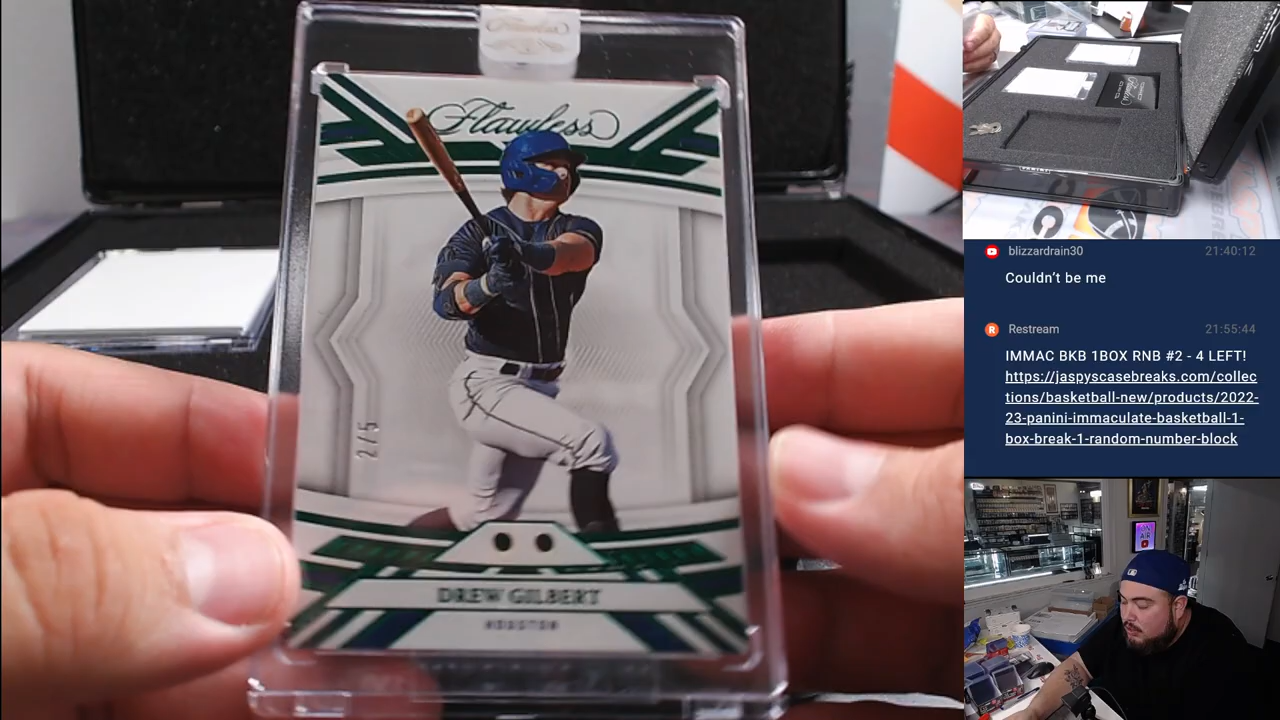 Flawless
Flawless
2/5
DREW GILBERT
HOUSTON
blizzardrain30
21:40:12
Couldn't be me
Restream
21:55:44
IMMAC BKB 1BOX RNB #2 - 4 LEFT!
https://jaspyscasebreaks.com/collec
tions/basketball-new/products/2022-
23-panini-immaculate-basketball-1-
box-break-1-random-number-block